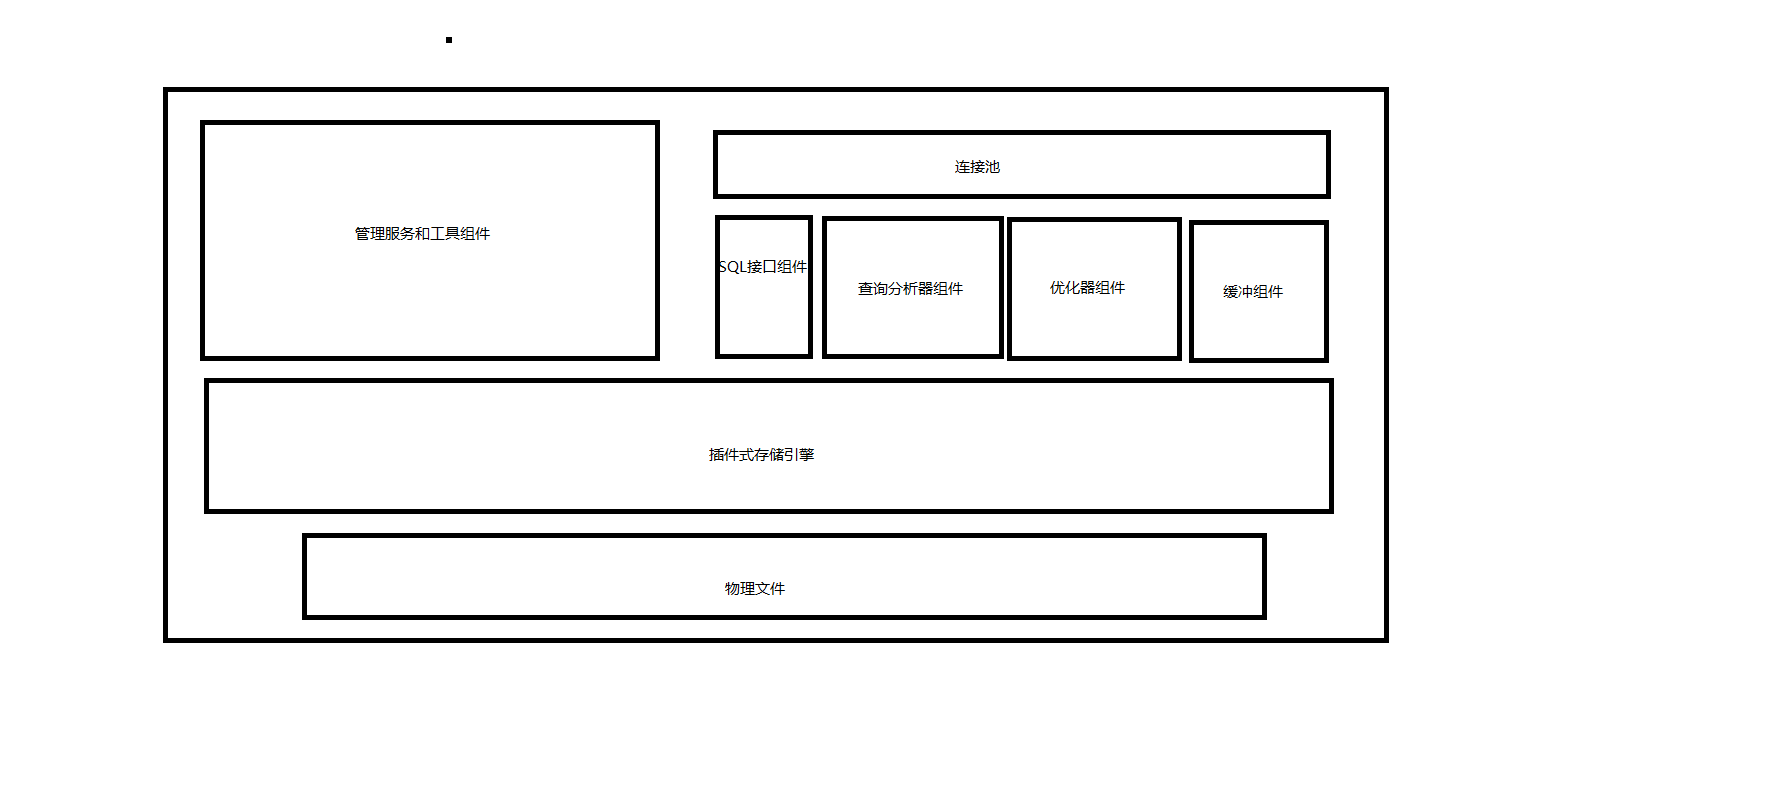 管理服务和工具组件
连接池
SQL接口组件
查询分析器组件
优化器组件
缓冲组件
插件式存储引擎
物理文件